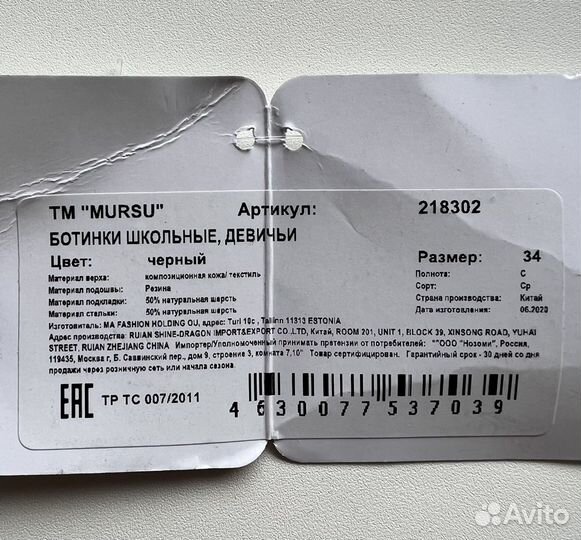 ТМ "MURSU" Артикул: 218302
БОТИНКИ ШКОЛЬНЫЕ, ДЕВИЧЬИ
Цвет: черный Размер: 34
Материал верха: композиционная кожа/ текстиль Полнота: С
Материал подошвы: Резина Сорт: Ср
Материал подкладки: 50% натуральная шерсть Страна производства: Китай
Материал стельки: 50% натуральная шерсть Дата изготовления: 06.2020
Изготовитель: MA FASHION HOLDING OU, адрес: Turi 10c , Tallinn 11313 ESTONIA
Адрес производства: RUIAN SHINE-DRAGON IMPORT&EXPORT CO .,LTD, Китай, ROOM 201, UNIT 1, BLOCK 39, XINSONG ROAD, YUHAI
STREET, RUIAN ZHEJIANG CHINA Импортер/Уполномоченный принимать претензии от потребителей: ""ООО "Нозоми", Россия,
119435, Москва г, Б. Саввинский пер., дом 9, строение 3, комната 7,10" Товар сертифицирован. Гарантийный срок - 30 дней со дня
продажи через розничную сеть или начала сезона.
ЕАС ТР ТС 007/2011
4 630077 537039
Avito